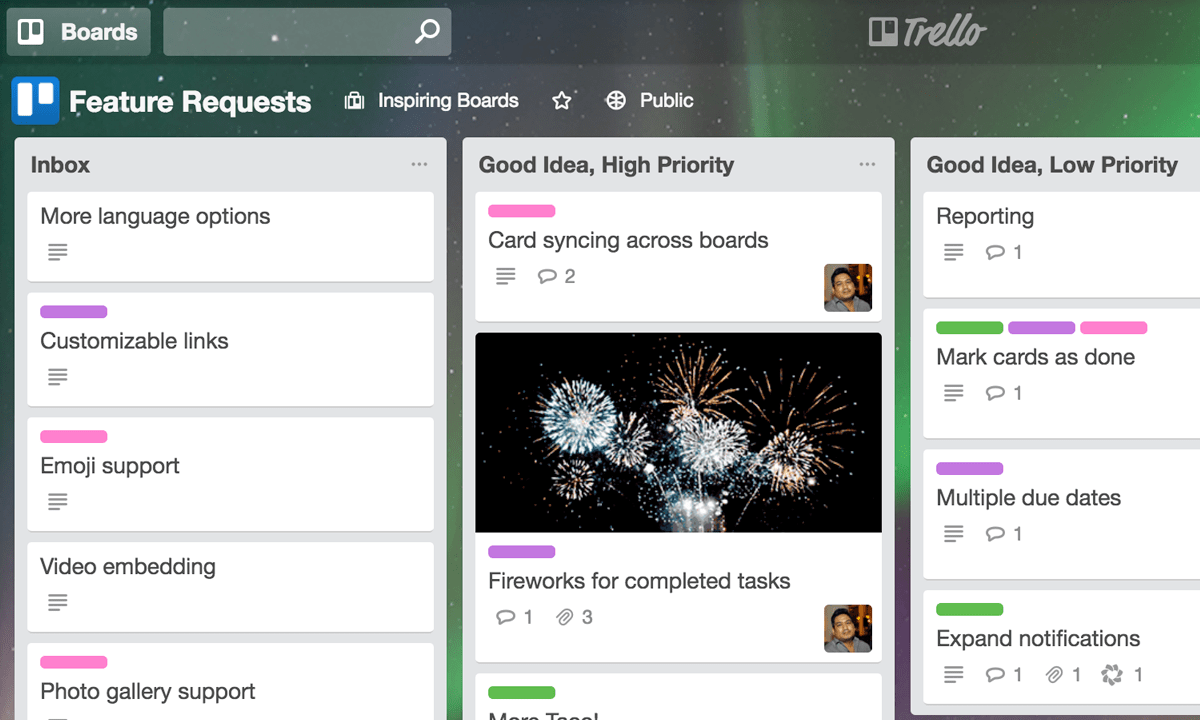 Boards
Trello
Feature Requests
Inspiring Boards
Public
Inbox
More language options
Customizable links
Emoji support
Video embedding
Photo gallery support
Good Idea, High Priority
Card syncing across boards
2
Fireworks for completed tasks
1 3
More Taco!
Good Idea, Low Priority
Reporting
1
Mark cards as done
1
Multiple due dates
1
Expand notifications
1 1 1